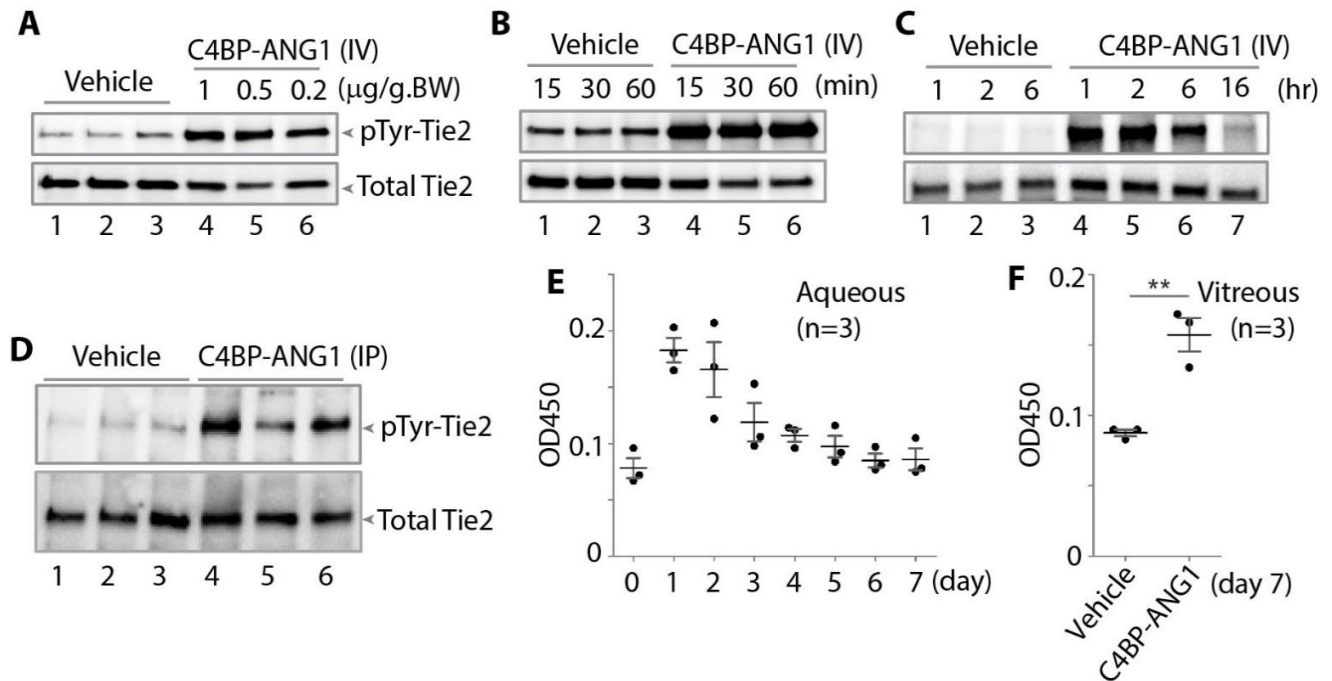 A
C4BP-ANG1 (IV)
Vehicle 1 0.5 0.2 (μg/g.BW)
pTyr-Tie2
Total Tie2
1 2 3 4 5 6
B
Vehicle C4BP-ANG1 (IV)
15 30 60 15 30 60 (min)
1 2 3 4 5 6
C
Vehicle C4BP-ANG1 (IV)
1 2 6 1 2 6 16 (hr)
1 2 3 4 5 6 7
D
Vehicle C4BP-ANG1 (IP)
pTyr-Tie2
Total Tie2
1 2 3 4 5 6
E
Aqueous
(n=3)
OD450
0.2
0.1
0
0 1 2 3 4 5 6 7 (day)
F
0.2
** Vitreous
(n=3)
OD450
0.1
0
Vehicle
C4BP-ANG1
(day 7)